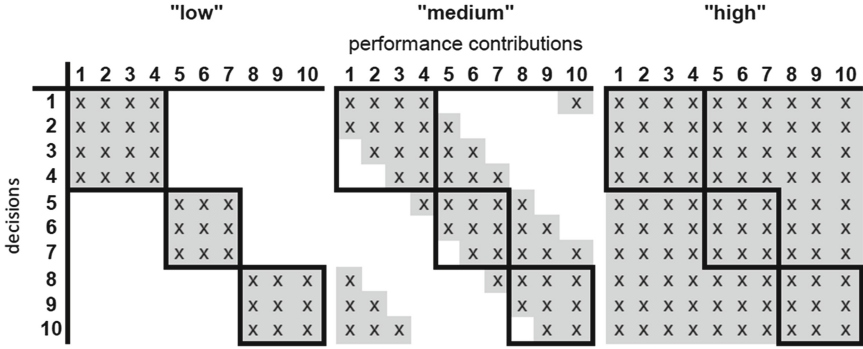 "low" "medium" "high"
performance contributions
1 2 3 4 5 6 7 8 9 10 1 2 3 4 5 6 7 8 9 10 1 2 3 4 5 6 7 8 9 10
decisions
1 x x x x x x x x x x x x x x x x x x x
2 x x x x x x x x x x x x x x x x x x x
3 x x x x x x x x x x x x x x x x x x x
4 x x x x x x x x x x x x x x x x x x x
5 x x x x x x x x x x x x x x x x x x
6 x x x x x x x x x x x x x x x x x x
7 x x x x x x x x x x x x x x x x x x
8 x x x x x x x x x x x x x x x x x x
9 x x x x x x x x x x x x x x x x x x
10 x x x x x x x x x x x x x x x x x x